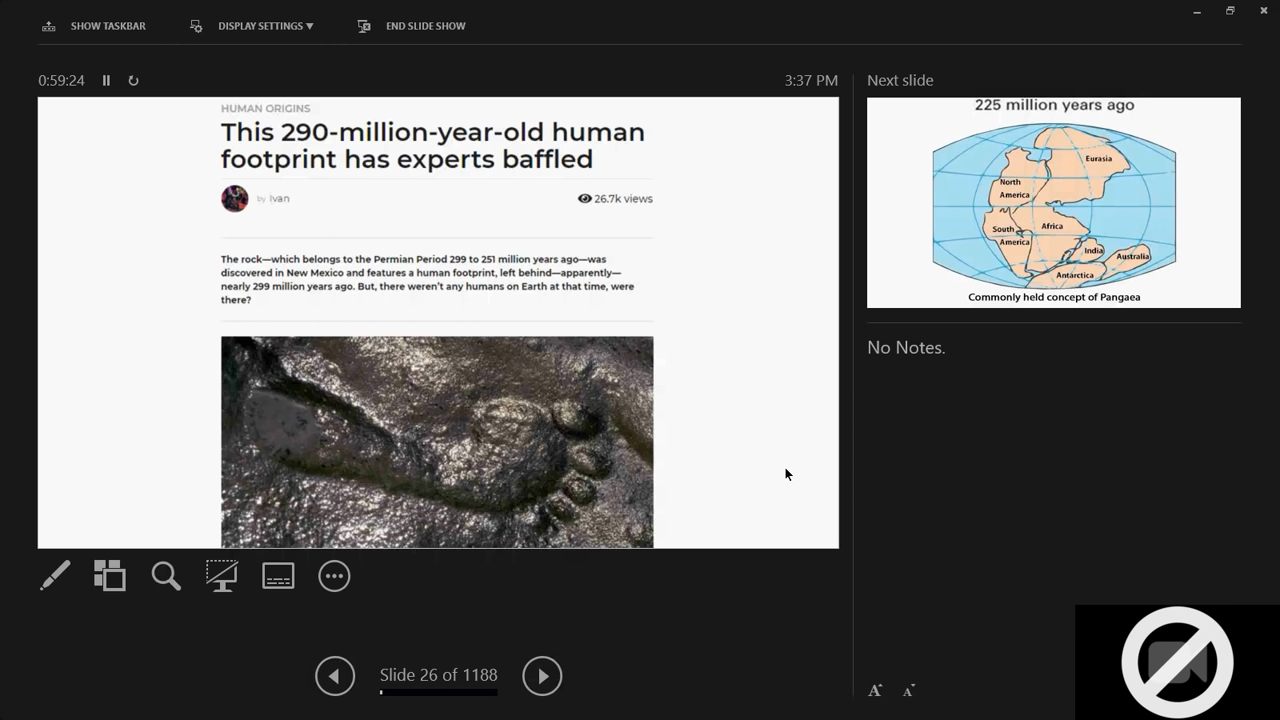 SHOW TASKBAR
DISPLAY SETTINGS ▼
END SLIDE SHOW
0:59:24
3:37 PM
Next slide
HUMAN ORIGINS
This 290-million-year-old human
footprint has experts baffled
by Ivan
26.7k views
The rock—which belongs to the Permian Period 299 to 251 million years ago—was
discovered in New Mexico and features a human footprint, left behind—apparently—
nearly 299 million years ago. But, there weren't any humans on Earth at that time, were
there?
225 million years ago
Eurasia
North
America
Africa
South
America
India
Australia
Antarctica
Commonly held concept of Pangaea
No Notes.
Slide 26 of 1188
A A